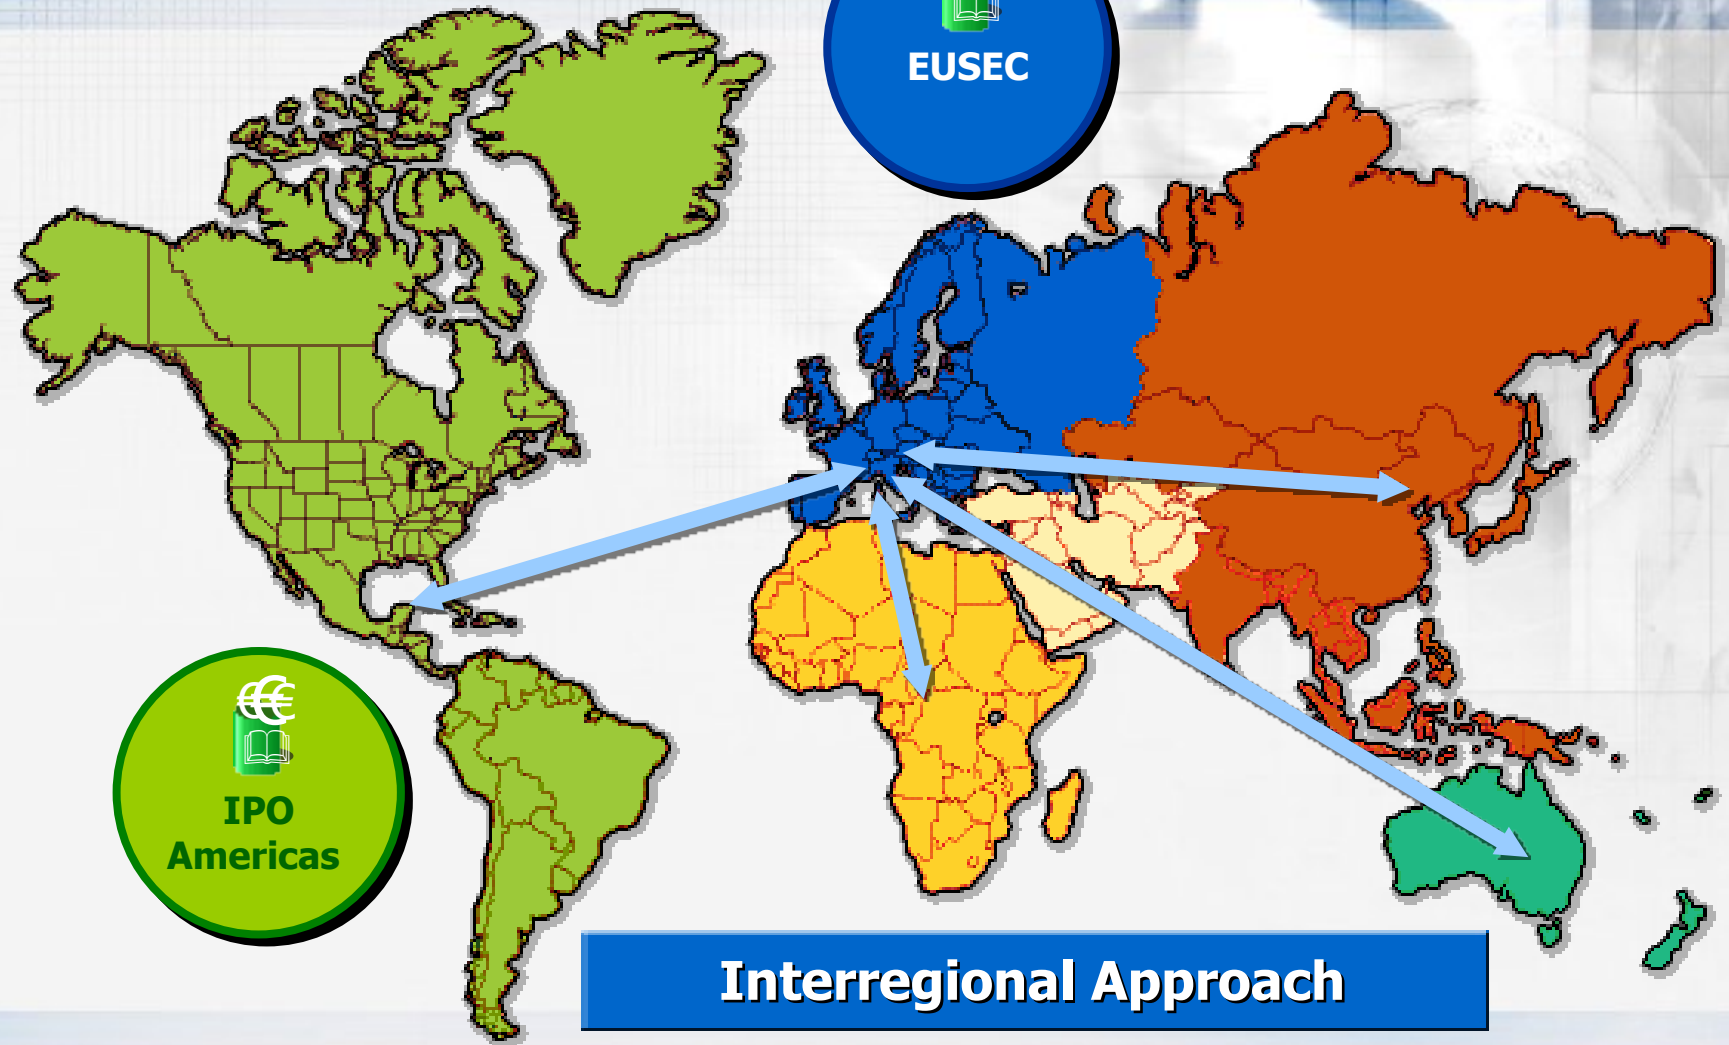 EUSEC
€€€
IPO
Americas
Interregional Approach